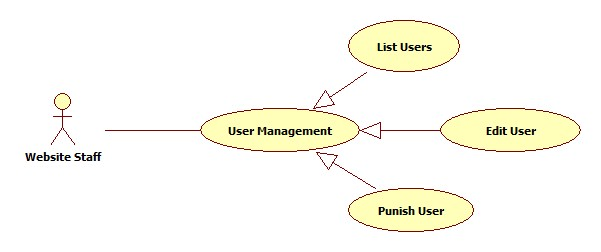 List Users
User Management
Edit User
Website Staff
Punish User